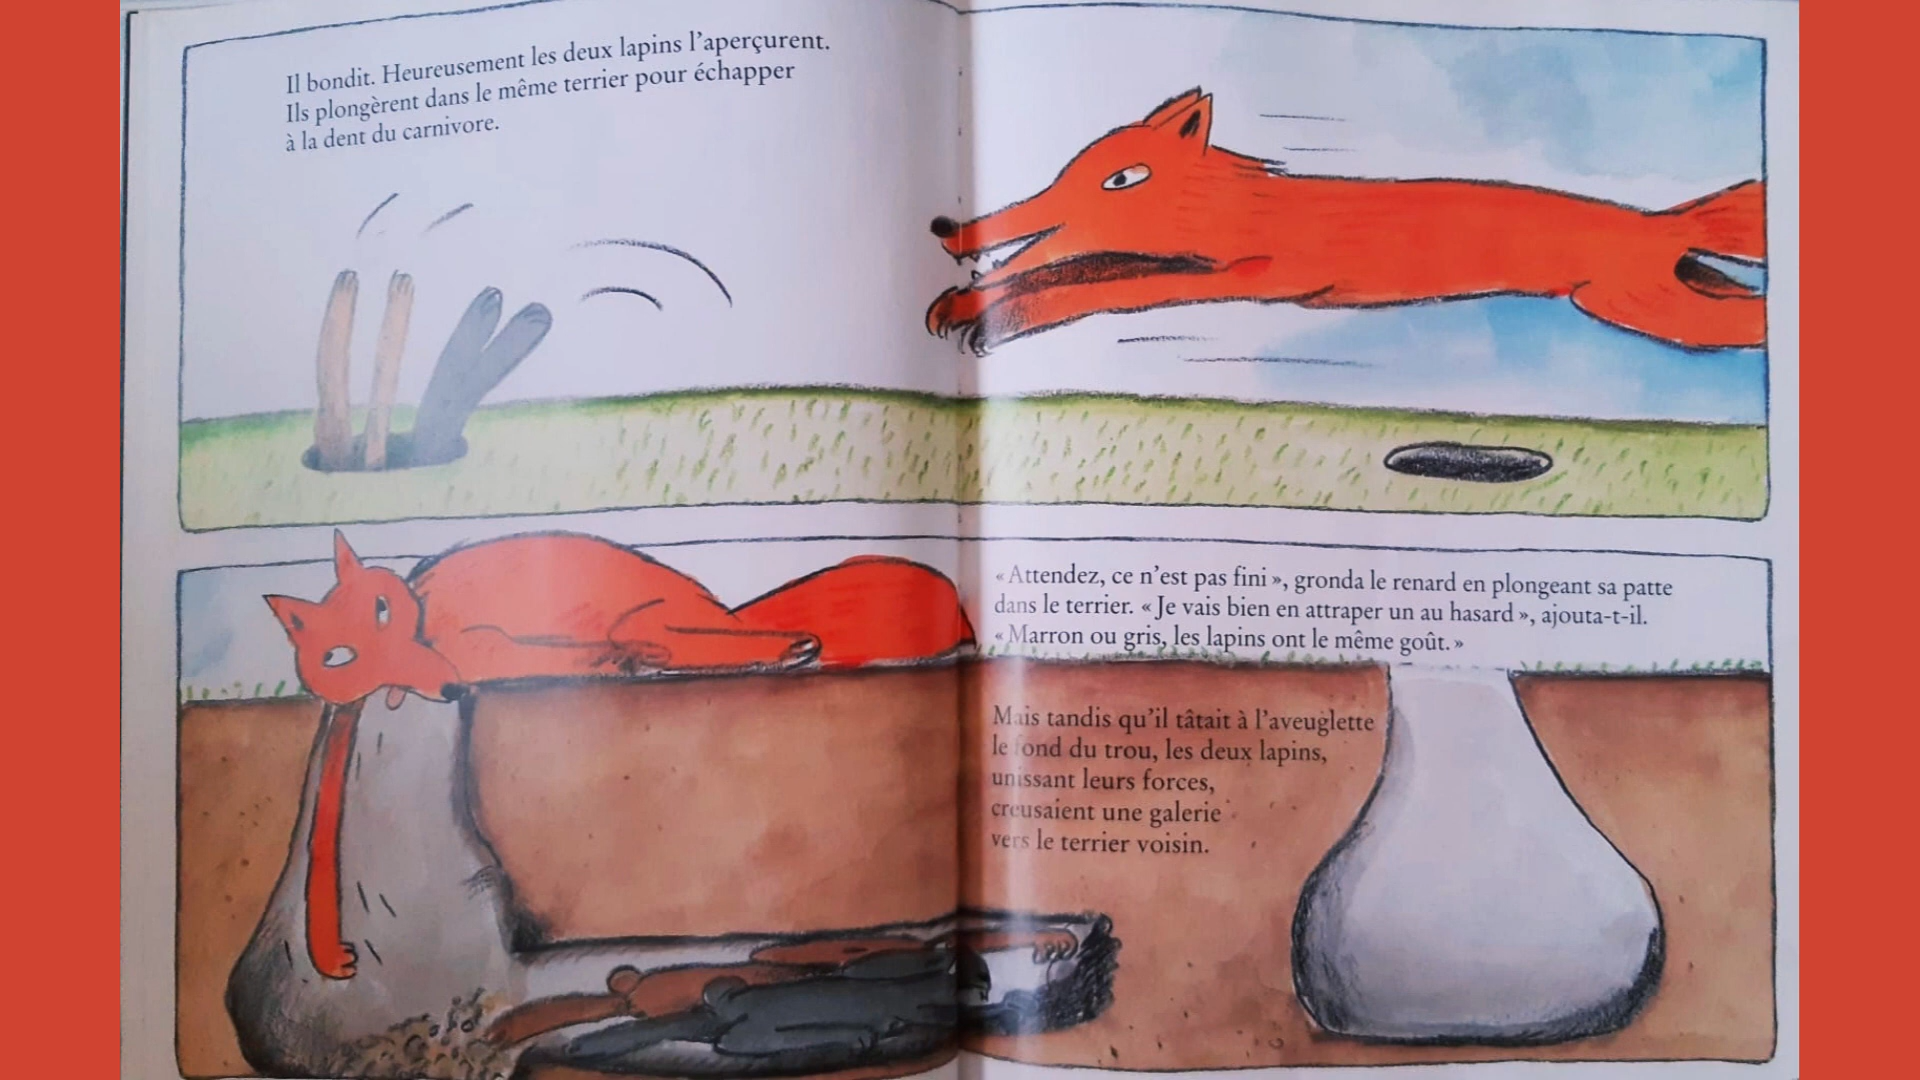 Il bondit. Heureusement les deux lapins l'aperçurent.
Ils plongèrent dans le même terrier pour échapper
à la dent du carnivore.
« Attendez, ce n'est pas fini », gronda le renard en plongeant sa patte
dans le terrier. « Je vais bien en attraper un au hasard », ajouta-t-il.
« Marron ou gris, les lapins ont le même goût. »
Mais tandis qu'il tâtait à l'aveuglette
le fond du trou, les deux lapins,
unissant leurs forces,
creusaient une galerie
vers le terrier voisin.